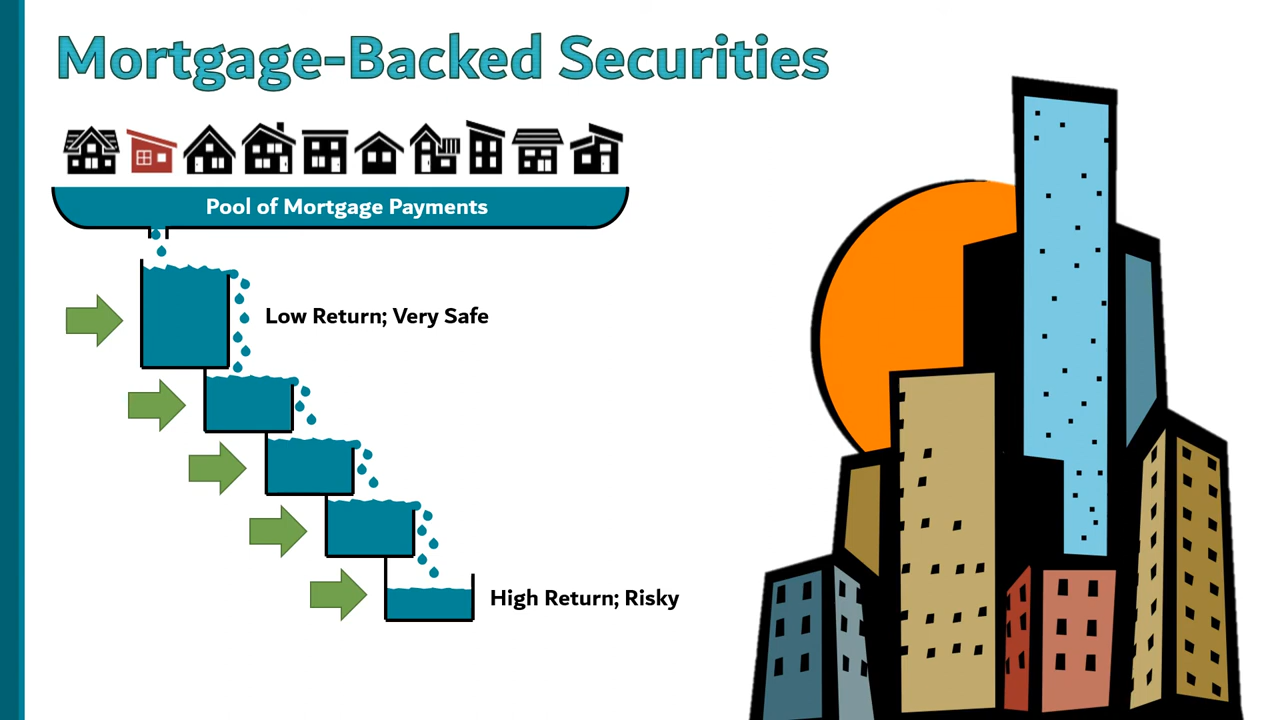 Mortgage-Backed Securities
Pool of Mortgage Payments
Low Return; Very Safe
High Return; Risky